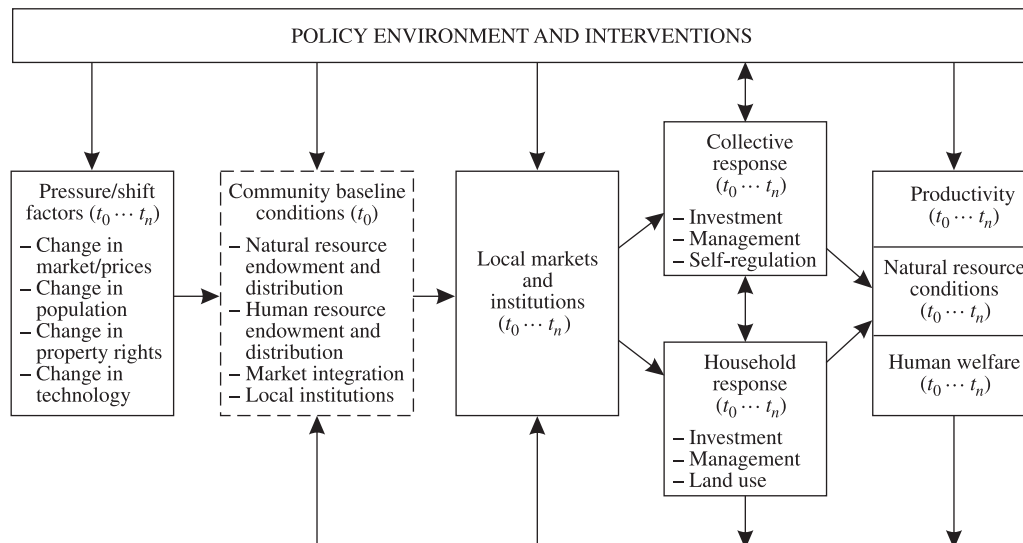 POLICY ENVIRONMENT AND INTERVENTIONS
Pressure/shift
factors (t₀ ··· tₙ)
– Change in
market/prices
– Change in
population
– Change in
property rights
– Change in
technology
Community baseline
conditions (t₀)
– Natural resource
endowment and
distribution
– Human resource
endowment and
distribution
– Market integration
– Local institutions
Local markets
and
institutions
(t₀ ··· tₙ)
Collective
response
(t₀ ··· tₙ)
– Investment
– Management
– Self-regulation
Household
response
(t₀ ··· tₙ)
– Investment
– Management
– Land use
Productivity
(t₀ ··· tₙ)
Natural resource
conditions
(t₀ ··· tₙ)
Human welfare
(t₀ ··· tₙ)